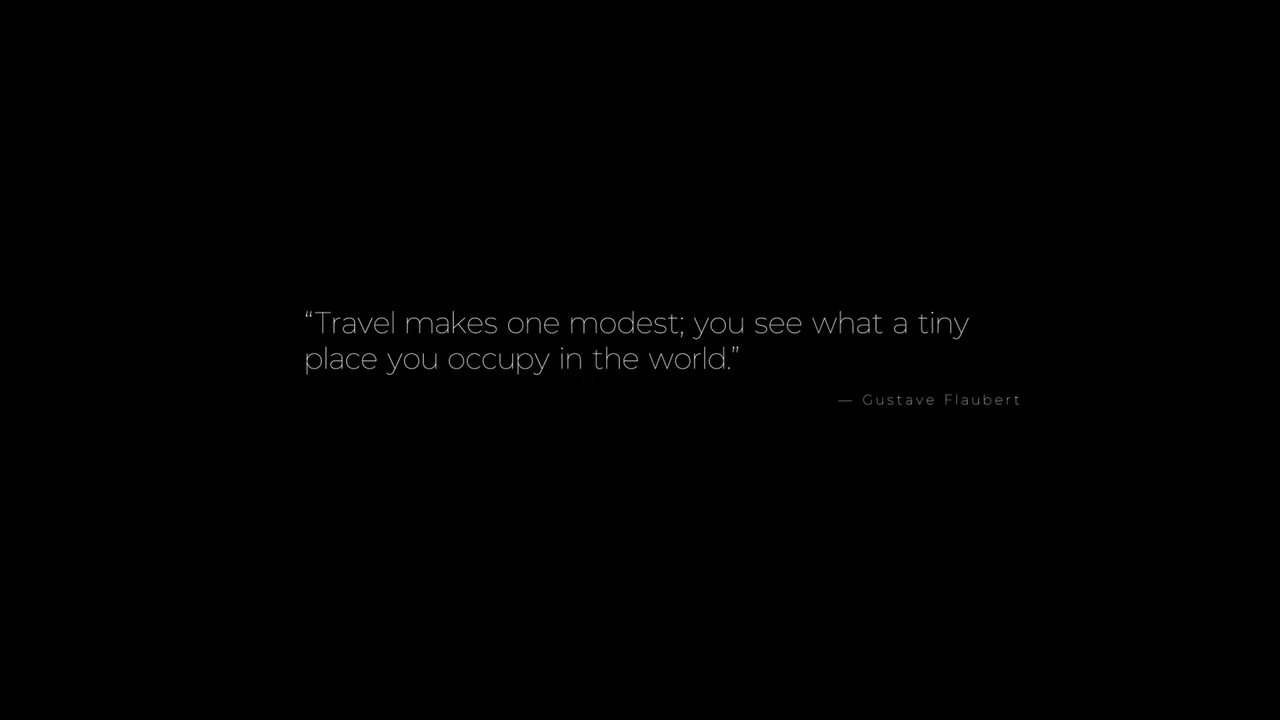 “Travel makes one modest; you see what a tiny
place you occupy in the world.”
— Gustave Flaubert